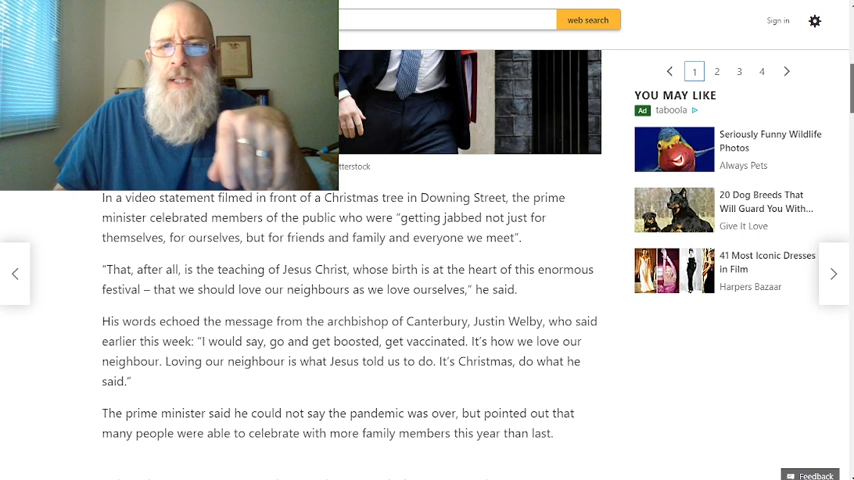 web search
Sign in
1 2 3 4
YOU MAY LIKE
Ad taboola
Seriously Funny Wildlife
Photos
Always Pets
20 Dog Breeds That
Will Guard You With...
Give It Love
41 Most Iconic Dresses
in Film
Harpers Bazaar
tterstock
In a video statement filmed in front of a Christmas tree in Downing Street, the prime
minister celebrated members of the public who were “getting jabbed not just for
themselves, for ourselves, but for friends and family and everyone we meet”.
“That, after all, is the teaching of Jesus Christ, whose birth is at the heart of this enormous
festival – that we should love our neighbours as we love ourselves,” he said.
His words echoed the message from the archbishop of Canterbury, Justin Welby, who said
earlier this week: “I would say, go and get boosted, get vaccinated. It’s how we love our
neighbour. Loving our neighbour is what Jesus told us to do. It’s Christmas, do what he
said.”
The prime minister said he could not say the pandemic was over, but pointed out that
many people were able to celebrate with more family members this year than last.
Feedback